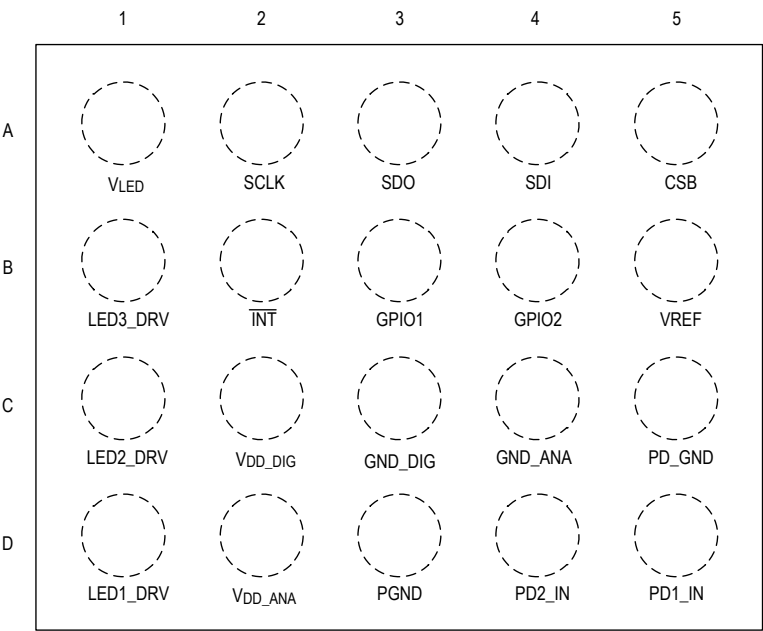 1 2 3 4 5
A
VLED SCLK SDO SDI CSB
B
LED3_DRV INT GPIO1 GPIO2 VREF
C
LED2_DRV VDD_DIG GND_DIG GND_ANA PD_GND
D
LED1_DRV VDD_ANA PGND PD2_IN PD1_IN